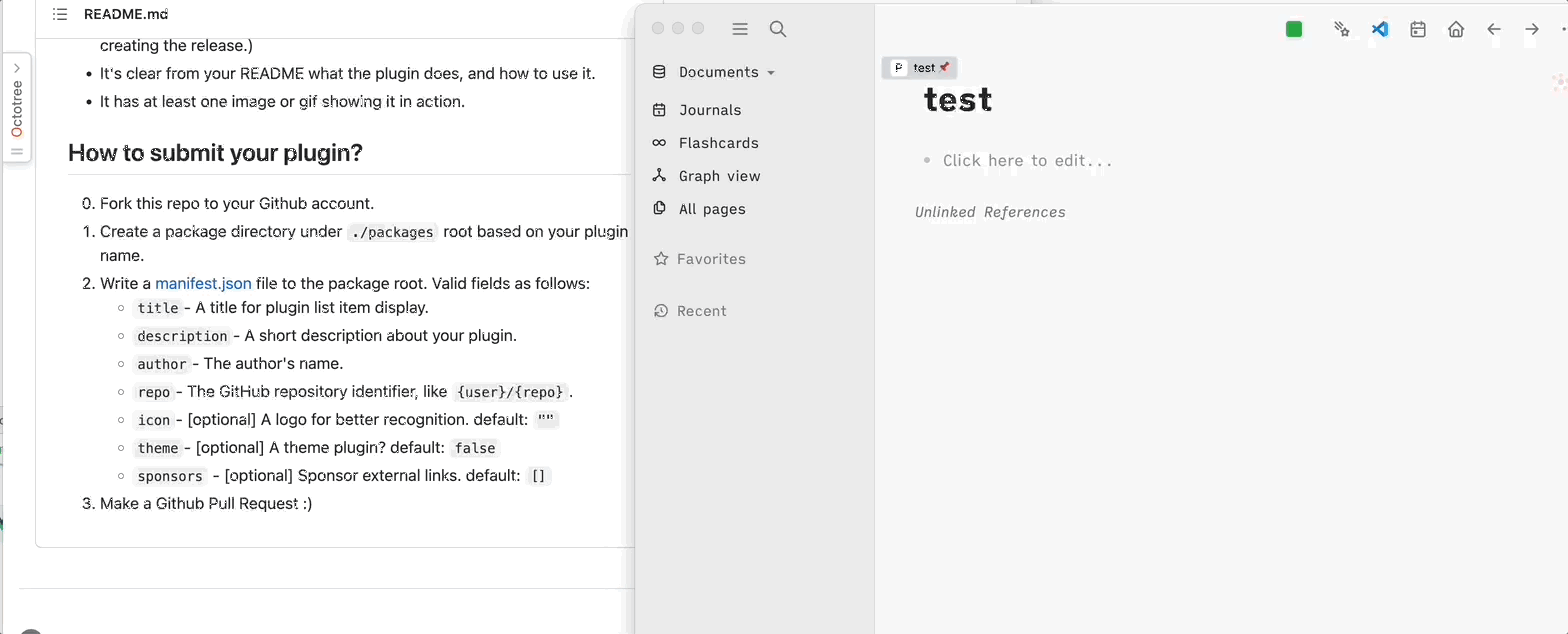 README.md
creating the release.)
It's clear from your README what the plugin does, and how to use it.
It has at least one image or gif showing it in action.
Octotree
How to submit your plugin?
0. Fork this repo to your Github account.
1. Create a package directory under ./packages root based on your plugin
name.
2. Write a manifest.json file to the package root. Valid fields as follows:
title - A title for plugin list item display.
description - A short description about your plugin.
author - The author's name.
repo - The GitHub repository identifier, like {user}/{repo}.
icon - [optional] A logo for better recognition. default: ""
theme - [optional] A theme plugin? default: false
sponsors - [optional] Sponsor external links. default: []
3. Make a Github Pull Request :)
Documents
Journals
Flashcards
Graph view
All pages
Favorites
Recent
P test
test
Click here to edit...
Unlinked References